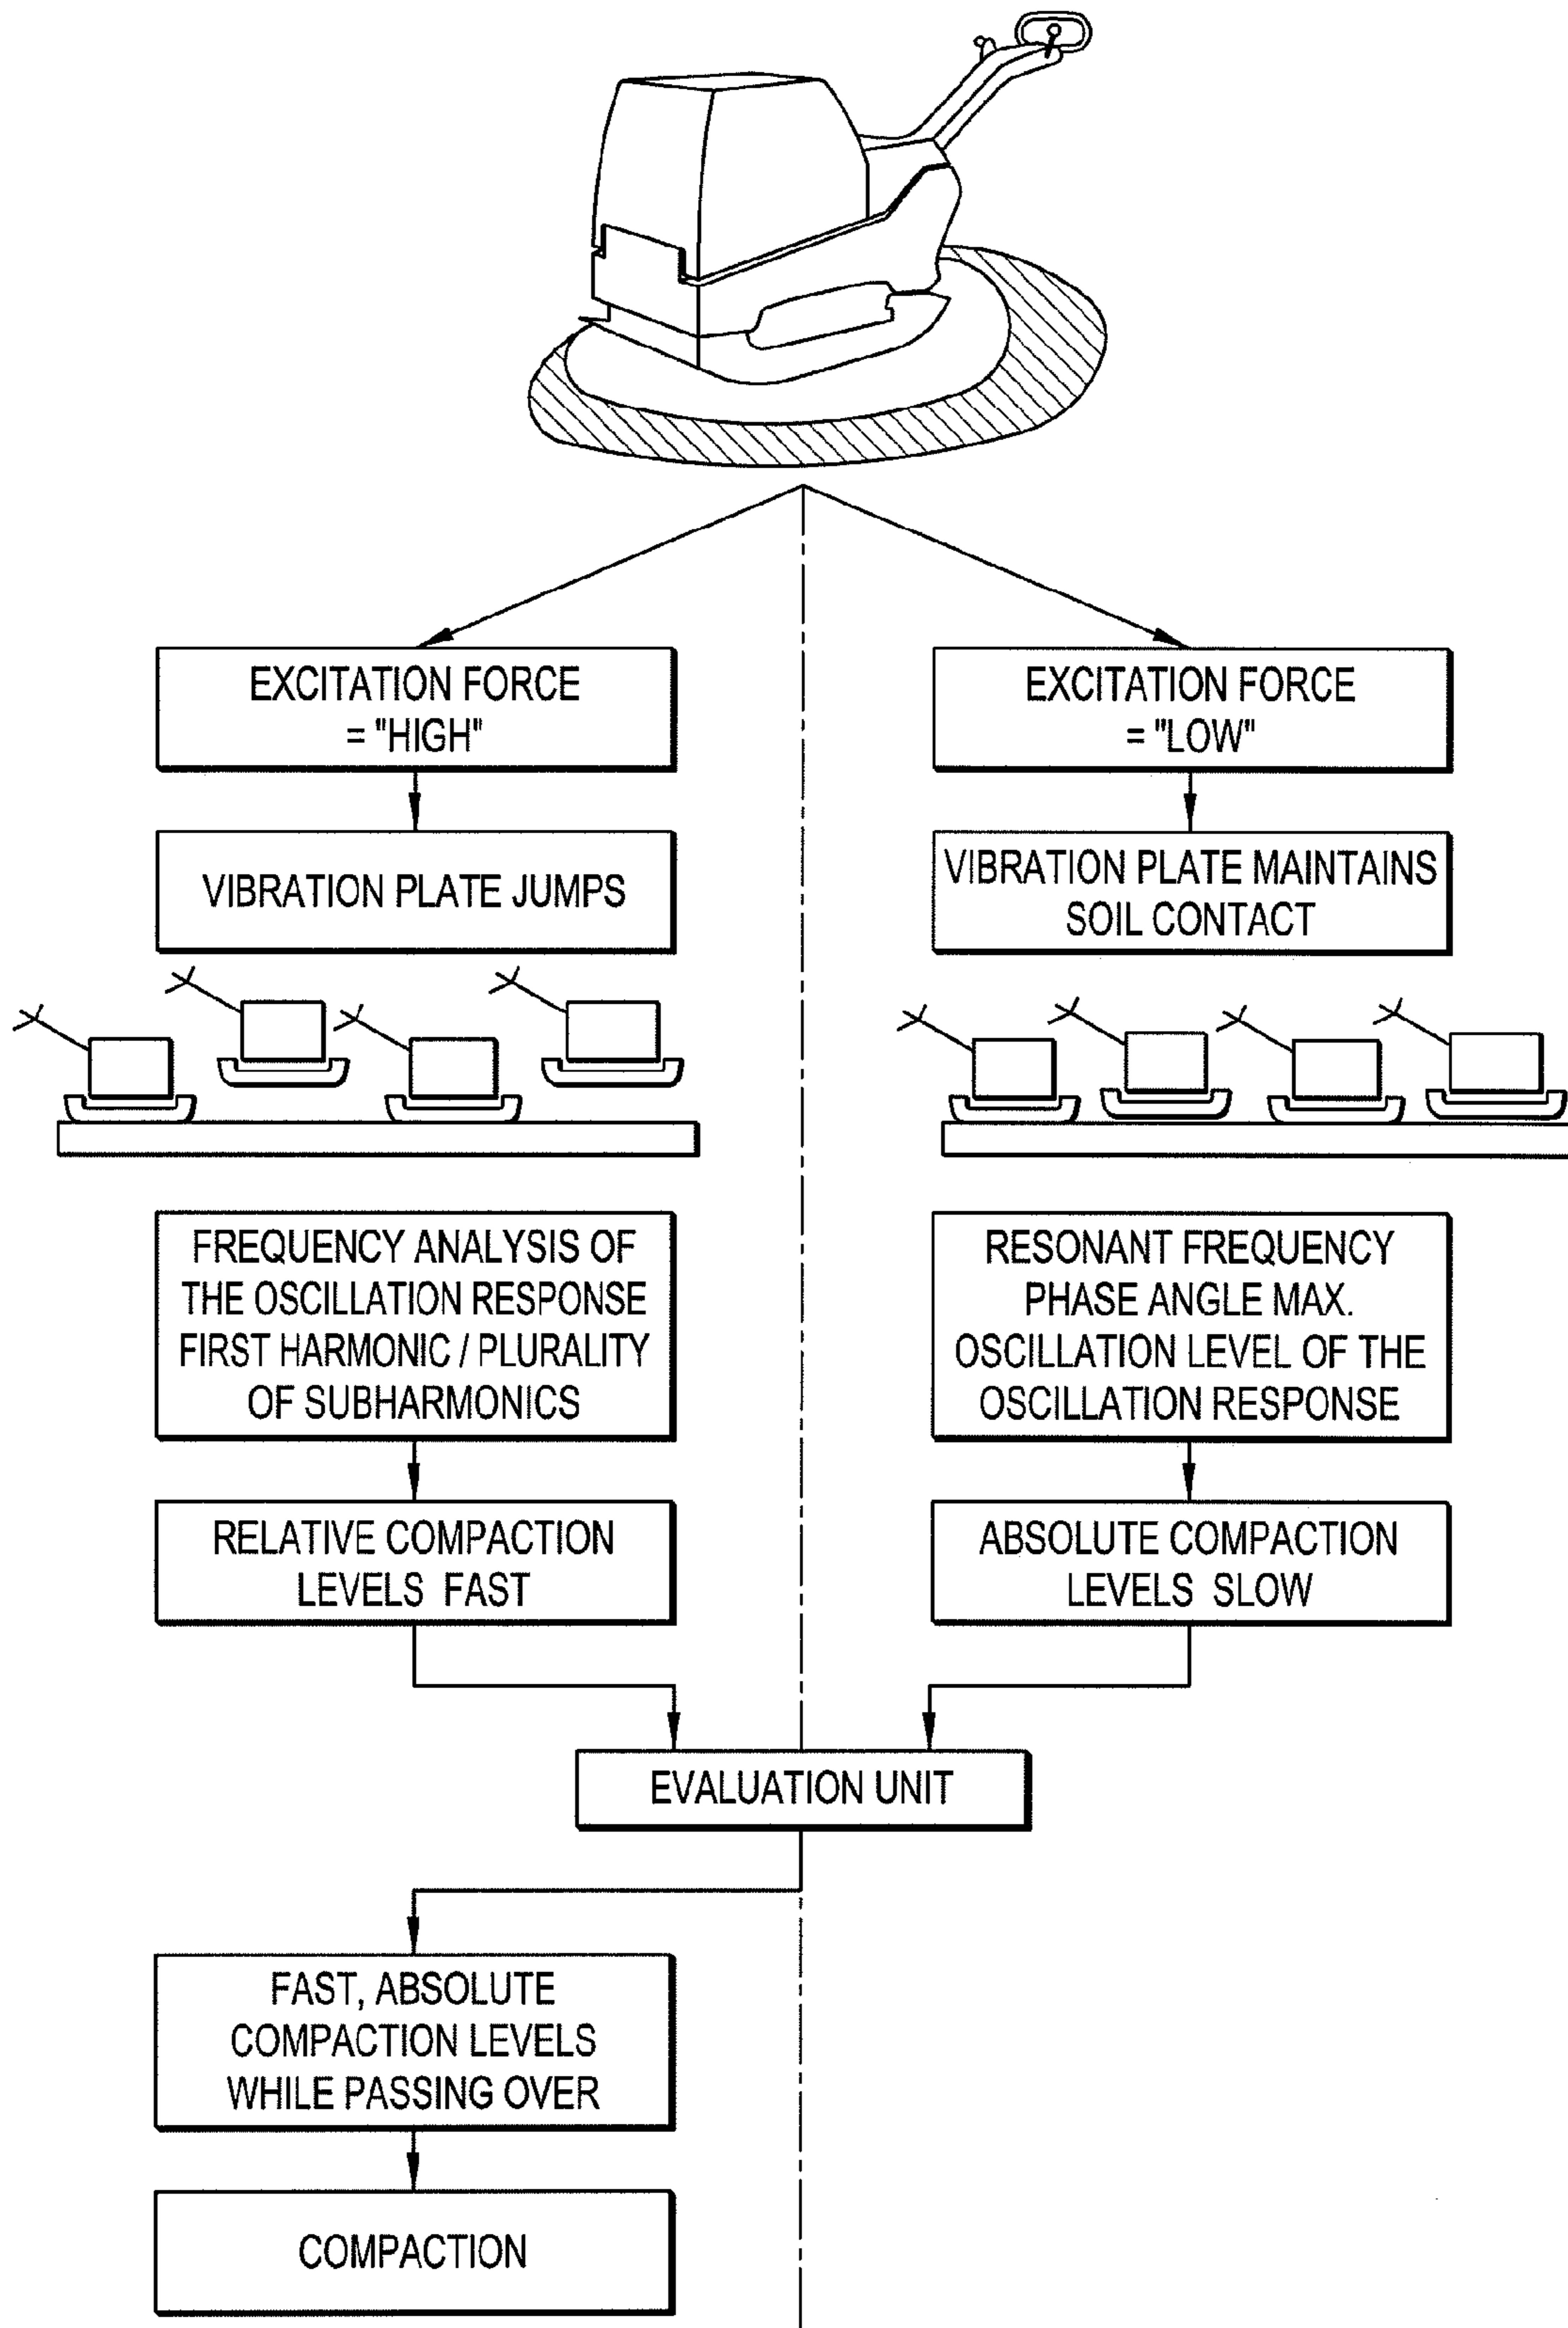 EXCITATION FORCE
= "HIGH"
EXCITATION FORCE
= "LOW"
VIBRATION PLATE JUMPS
VIBRATION PLATE MAINTAINS
SOIL CONTACT
FREQUENCY ANALYSIS OF
THE OSCILLATION RESPONSE
FIRST HARMONIC / PLURALITY
OF SUBHARMONICS
RESONANT FREQUENCY
PHASE ANGLE MAX.
OSCILLATION LEVEL OF THE
OSCILLATION RESPONSE
RELATIVE COMPACTION
LEVELS FAST
ABSOLUTE COMPACTION
LEVELS SLOW
EVALUATION UNIT
FAST, ABSOLUTE
COMPACTION LEVELS
WHILE PASSING OVER
COMPACTION